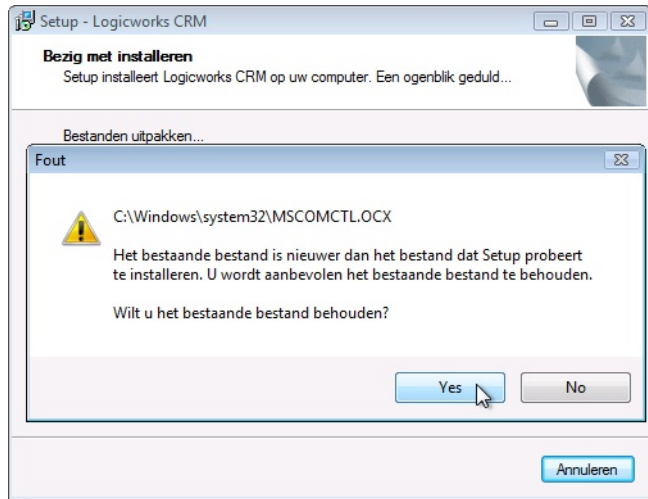 Setup - Logicworks CRM
Bezig met installeren
Setup installeert Logicworks CRM op uw computer. Een ogenblik geduld...
Bestanden uitpakken...
Fout
C:\Windows\system32\MSCOMCTL.OCX
Het bestaande bestand is nieuwer dan het bestand dat Setup probeert
te installeren. U wordt aanbevolen het bestaande bestand te behouden.
Wilt u het bestaande bestand behouden?
Yes
No
Annuleren